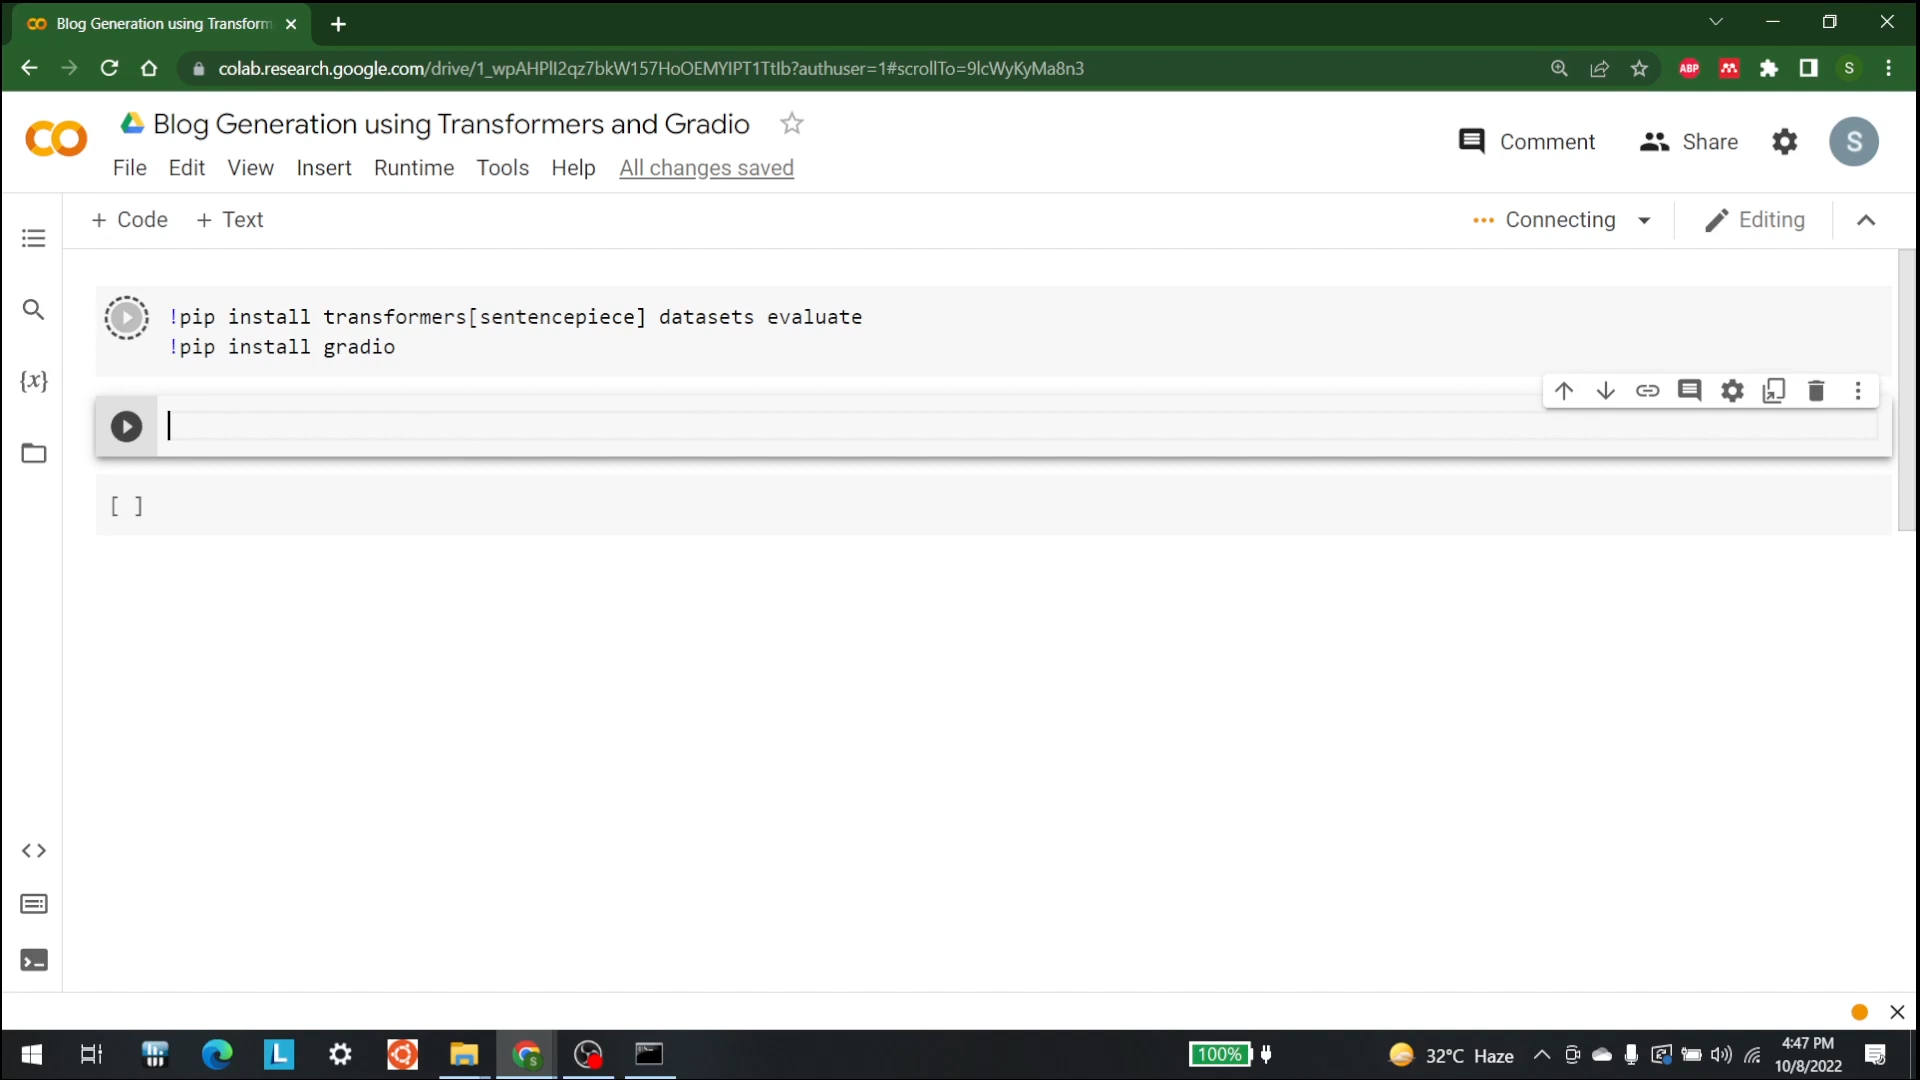 Blog Generation using Transform
colab.research.google.com/drive/1_wpAHPlI2qz7bkW157HoOEMYIPT1TtIb?authuser=1#scrollTo=9lcWyKyMa8n3
ABP
S
Blog Generation using Transformers and Gradio
Comment
Share
S
File Edit View Insert Runtime Tools Help All changes saved
+ Code + Text
Connecting
Editing
!pip install transformers[sentencepiece] datasets evaluate
!pip install gradio
{x}
[ ]
L
S
100%
32°C Haze
4:47 PM
10/8/2022